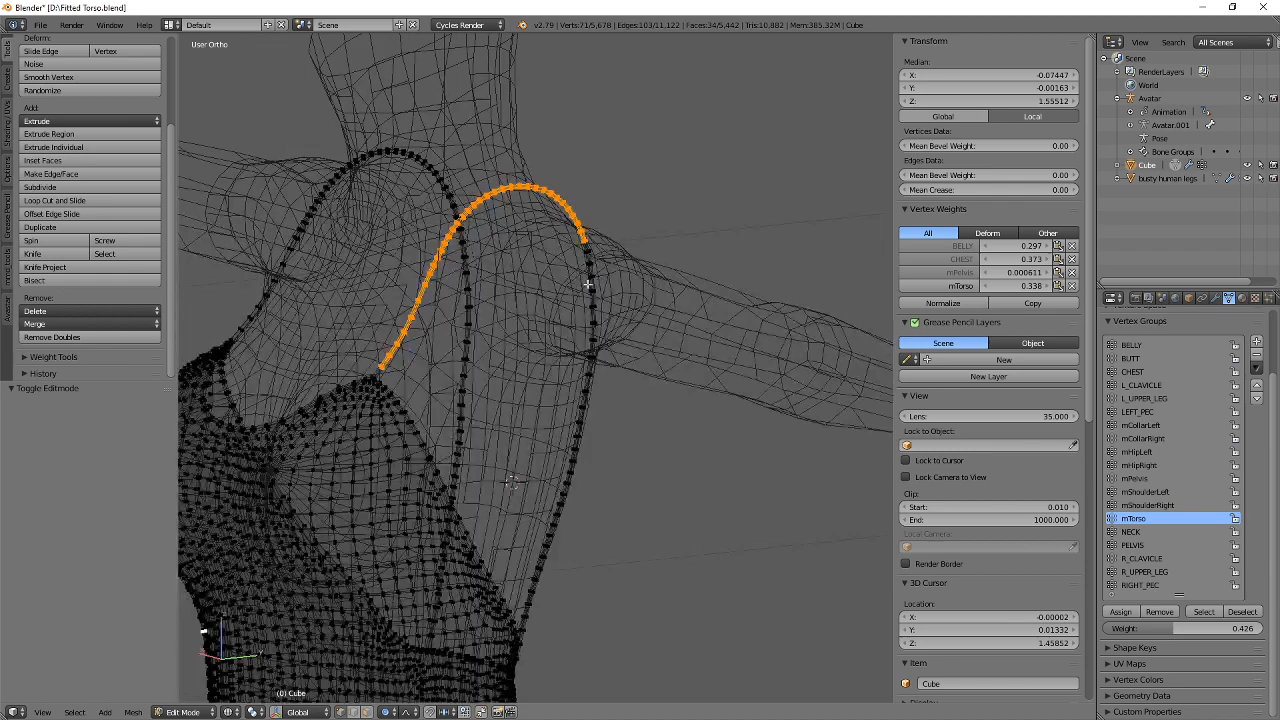 Blender* [D:\Fitted Torso.blend]
File Render Window Help Default Scene Cycles Render v2.79 | Verts:71/5,678 | Edges:103/11,122 | Faces:34/5,442 | Tris:10,882 | Mem:385.32M | Cube
View Search All Scenes
Tools
Create
Shading / UVs
Options
Grease Pencil
mmd_tools
Avastar
Deform:
Slide Edge Vertex
Noise
Smooth Vertex
Randomize
Add:
Extrude
Extrude Region
Extrude Individual
Inset Faces
Make Edge/Face
Subdivide
Loop Cut and Slide
Offset Edge Slide
Duplicate
Spin Screw
Knife Select
Knife Project
Bisect
Remove:
Delete
Merge
Remove Doubles
Weight Tools
History
Toggle Editmode
User Ortho
(0) Cube
Transform
Median:
X: -0.07447
Y: -0.00163
Z: 1.55512
Global Local
Vertices Data:
Mean Bevel Weight: 0.00
Edges Data:
Mean Bevel Weight: 0.00
Mean Crease: 0.00
Vertex Weights
All Deform Other
BELLY 0.297
CHEST 0.373
mPelvis 0.000611
mTorso 0.338
Normalize Copy
Grease Pencil Layers
Scene Object
New
New Layer
View
Lens: 35.000
Lock to Object:
Lock to Cursor
Lock Camera to View
Clip:
Start: 0.010
End: 1000.000
Local Camera:
Render Border
3D Cursor
Location:
X: -0.00002
Y: 0.01332
Z: 1.45852
Item
Cube
Scene
RenderLayers
World
Avatar
Animation
Avatar.001
Pose
Bone Groups
Cube
busty human legs
Vertex Groups
BELLY
BUTT
CHEST
L_CLAVICLE
L_UPPER_LEG
LEFT_PEC
mCollarLeft
mCollarRight
mHipLeft
mHipRight
mPelvis
mShoulderLeft
mShoulderRight
mTorso
NECK
PELVIS
R_CLAVICLE
R_UPPER_LEG
RIGHT_PEC
Assign Remove Select Deselect
Weight: 0.426
Shape Keys
UV Maps
Vertex Colors
Geometry Data
Custom Properties
View Select Add Mesh Edit Mode Global